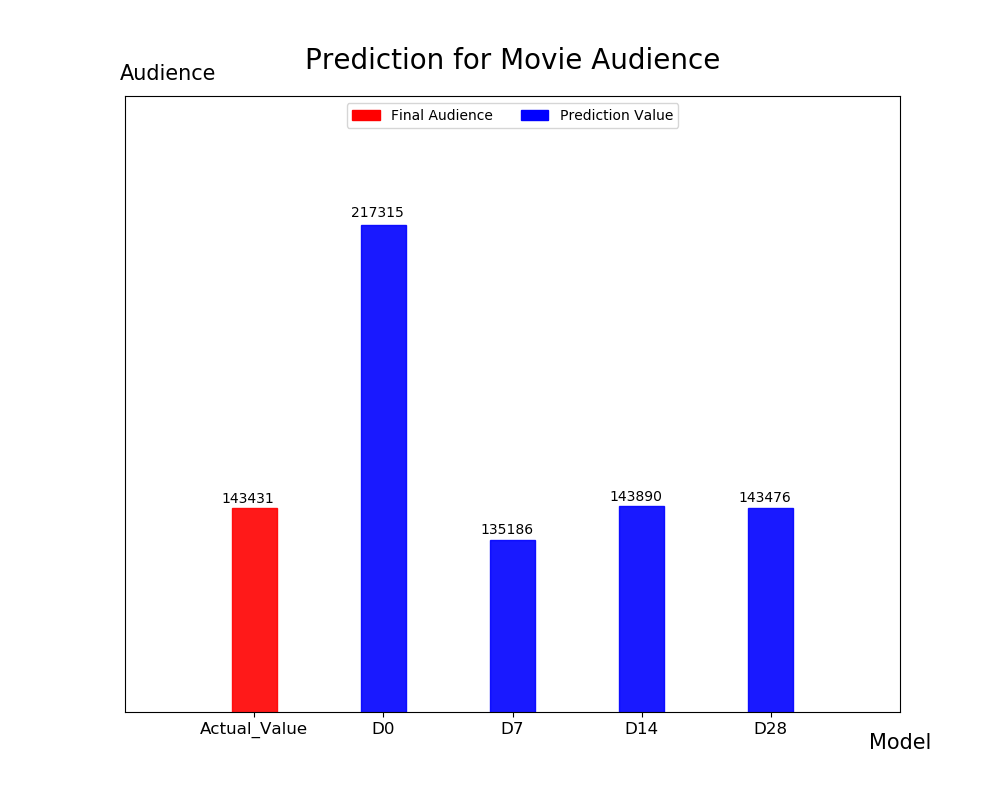 Prediction for Movie Audience
Audience
Final Audience Prediction Value
217315
143431
135186
143890
143476
Actual_Value D0 D7 D14 D28
Model